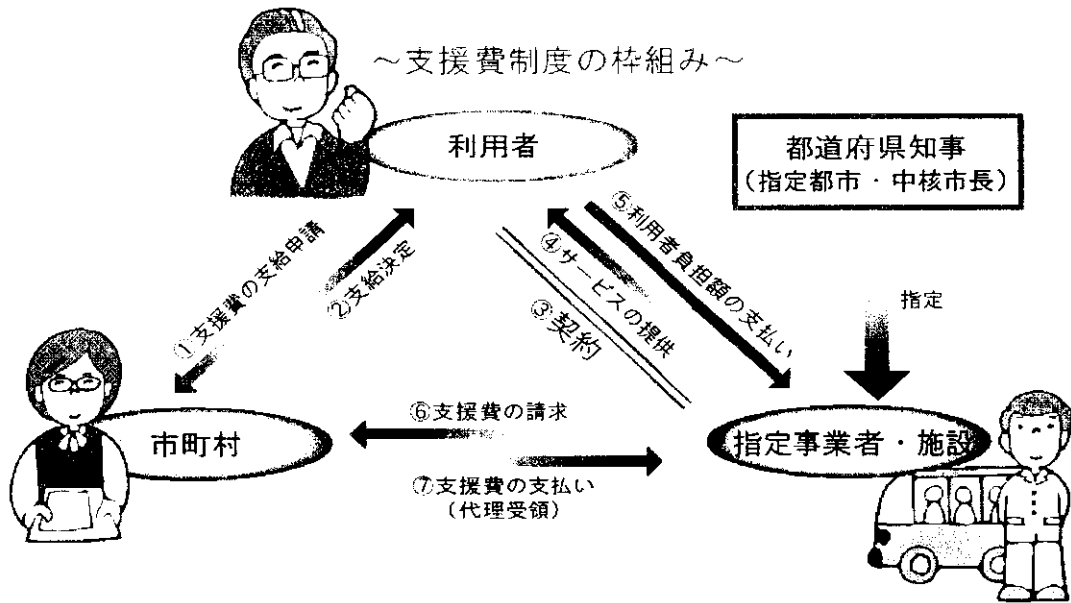 ～支援費制度の枠組み～
利用者
都道府県知事
（指定都市・中核市長）
①支援費の支給申請
②支給決定
③契約
④サービスの提供
⑤利用者負担額の支払い
指定
市町村
⑥支援費の請求
⑦支援費の支払い
（代理受領）
指定事業者・施設